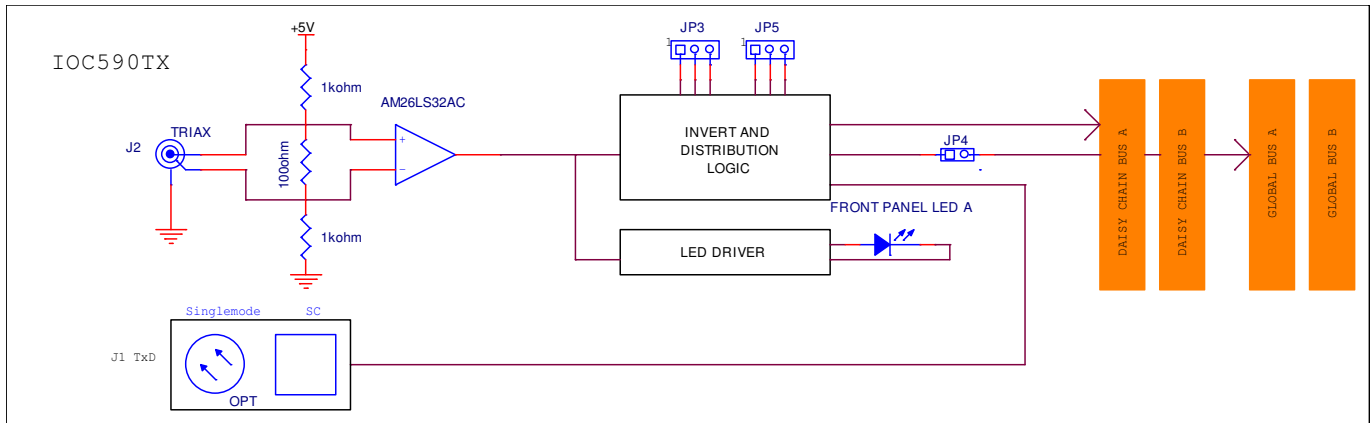 IOC590TX
+5V
1kohm
AM26LS32AC
TRIAX
J2
100ohm
+
−
1kohm
JP3
1
JP5
1
INVERT AND
DISTRIBUTION
LOGIC
JP4
FRONT PANEL LED A
LED DRIVER
DAISY CHAIN BUS A
DAISY CHAIN BUS B
GLOBAL BUS A
GLOBAL BUS B
Singlemode
SC
J1 TxD
OPT